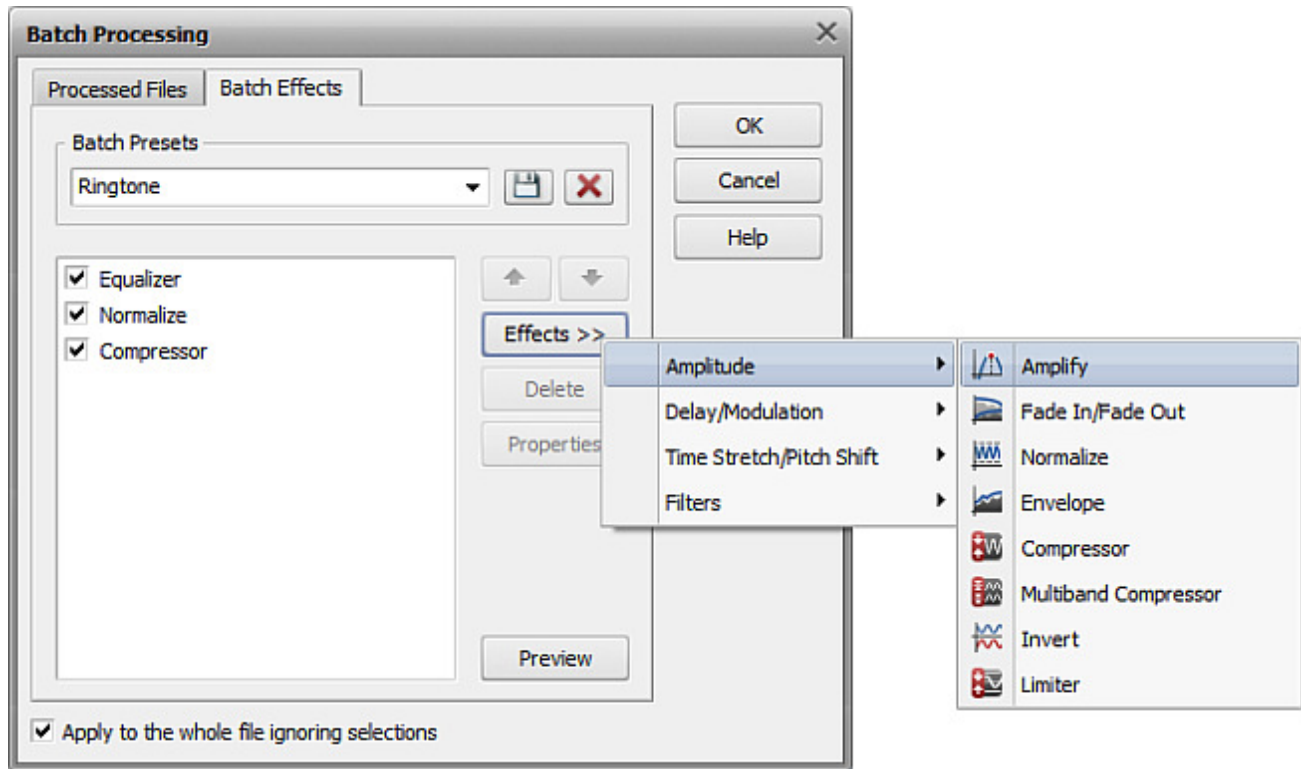 Batch Processing
Processed Files
Batch Effects
Batch Presets
Ringtone
OK
Cancel
Help
Equalizer
Normalize
Compressor
Effects >>
Delete
Properties
Preview
Apply to the whole file ignoring selections
Amplitude
Delay/Modulation
Time Stretch/Pitch Shift
Filters
Amplify
Fade In/Fade Out
Normalize
Envelope
Compressor
Multiband Compressor
Invert
Limiter